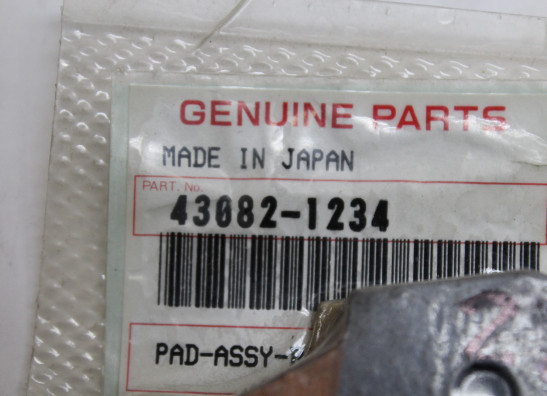 GENUINE PARTS
MADE IN JAPAN
PART. No.
43082-1234
PAD-ASSY-